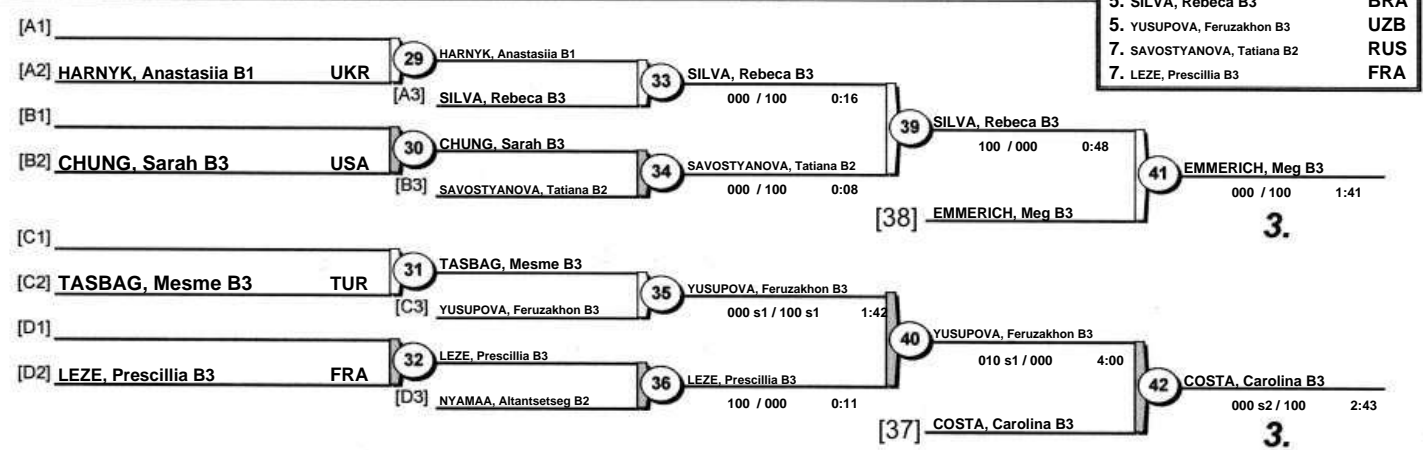 5. SILVA, Rebeca B3 BRA
5. YUSUPOVA, Feruzakhon B3 UZB
7. SAVOSTYANOVA, Tatiana B2 RUS
7. LEZE, Prescillia B3 FRA
[A1]
29 HARNYK, Anastasiia B1
[A2] HARNYK, Anastasiia B1 UKR
33 SILVA, Rebeca B3
[A3] SILVA, Rebeca B3
000 / 100 0:16
[B1]
39 SILVA, Rebeca B3
30 CHUNG, Sarah B3
100 / 000 0:48
[B2] CHUNG, Sarah B3 USA
34 SAVOSTYANOVA, Tatiana B2
41 EMMERICH, Meg B3
[B3] SAVOSTYANOVA, Tatiana B2
000 / 100 0:08
000 / 100 1:41
[38] EMMERICH, Meg B3
3.
[C1]
31 TASBAG, Mesme B3
[C2] TASBAG, Mesme B3 TUR
35 YUSUPOVA, Feruzakhon B3
[C3] YUSUPOVA, Feruzakhon B3
000 s1 / 100 s1 1:42
[D1]
40 YUSUPOVA, Feruzakhon B3
32 LEZE, Prescillia B3
010 s1 / 000 4:00
[D2] LEZE, Prescillia B3 FRA
36 LEZE, Prescillia B3
42 COSTA, Carolina B3
[D3] NYAMAA, Altantsetseg B2
100 / 000 0:11
000 s2 / 100 2:43
[37] COSTA, Carolina B3
3.